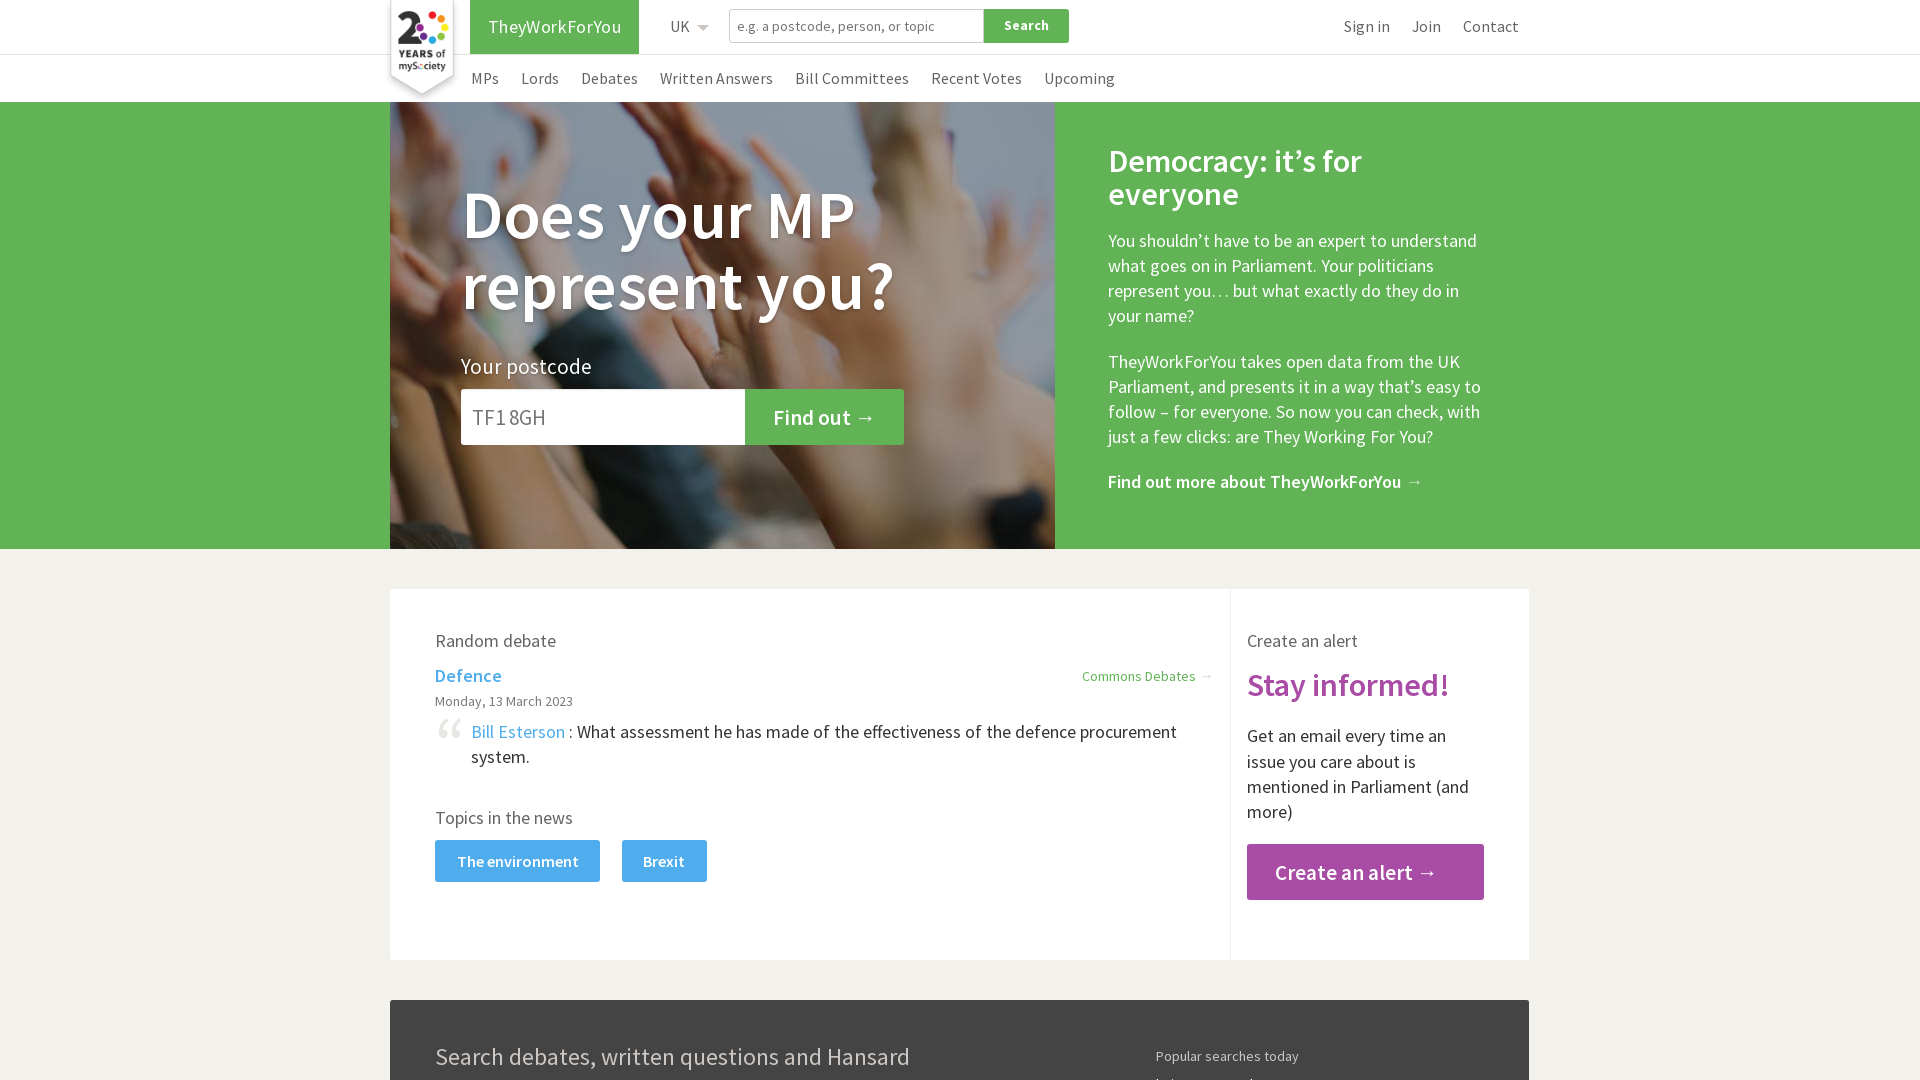 20
YEARS of
mySociety
TheyWorkForYou
UK
e.g. a postcode, person, or topic
Search
Sign in
Join
Contact
MPs
Lords
Debates
Written Answers
Bill Committees
Recent Votes
Upcoming
Does your MP
represent you?
Your postcode
TF1 8GH
Find out →
Democracy: it’s for
everyone
You shouldn’t have to be an expert to understand
what goes on in Parliament. Your politicians
represent you… but what exactly do they do in
your name?
TheyWorkForYou takes open data from the UK
Parliament, and presents it in a way that’s easy to
follow – for everyone. So now you can check, with
just a few clicks: are They Working For You?
Find out more about TheyWorkForYou →
Random debate
Defence
Commons Debates →
Monday, 13 March 2023
“ Bill Esterson : What assessment he has made of the effectiveness of the defence procurement
system.
Topics in the news
The environment
Brexit
Create an alert
Stay informed!
Get an email every time an
issue you care about is
mentioned in Parliament (and
more)
Create an alert →
Search debates, written questions and Hansard
Popular searches today